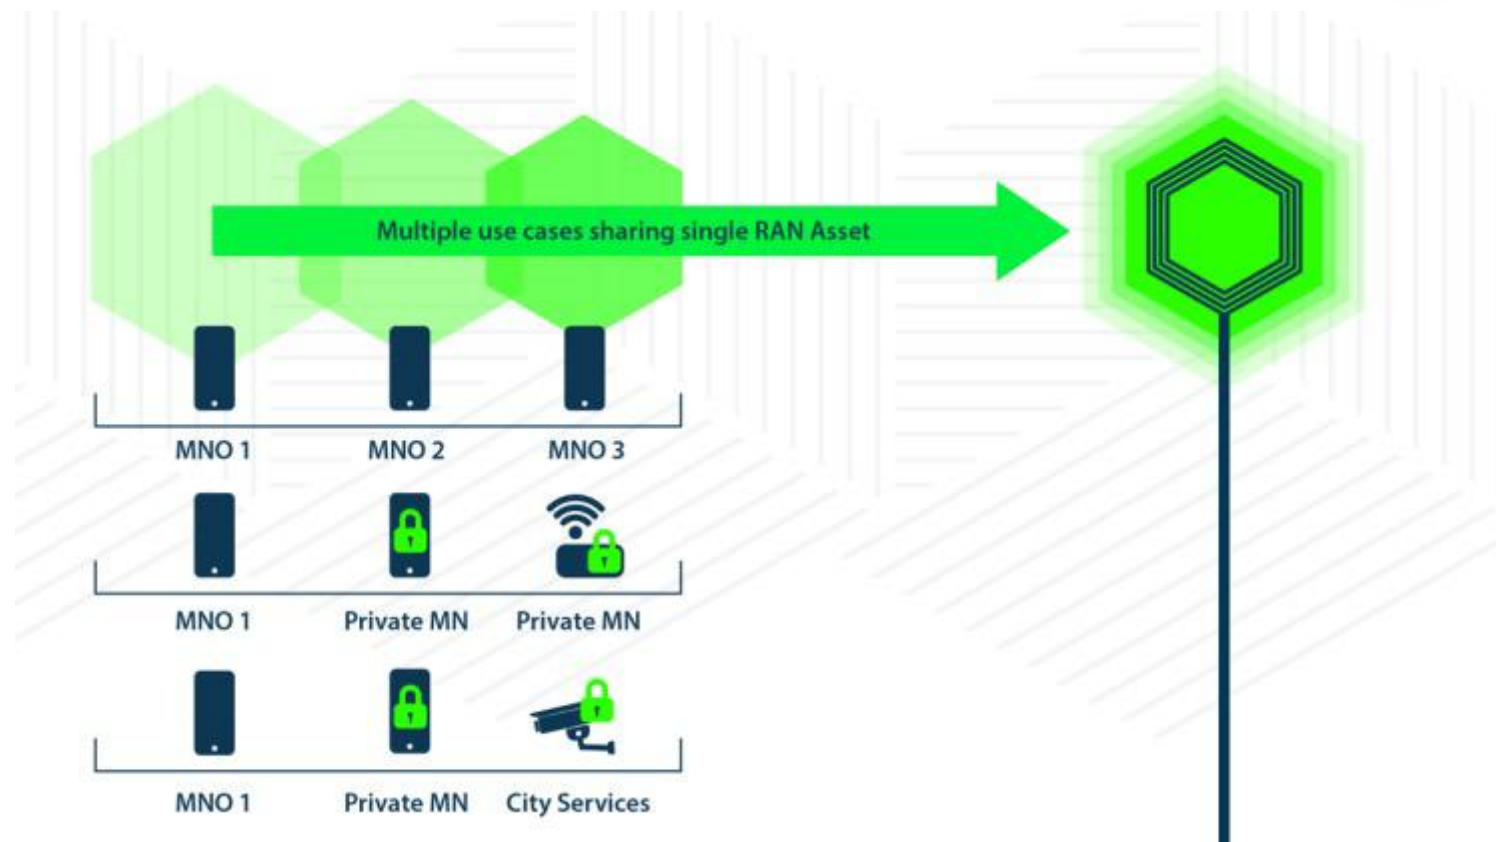 Multiple use cases sharing single RAN Asset
MNO 1 MNO 2 MNO 3
MNO 1 Private MN Private MN
MNO 1 Private MN City Services